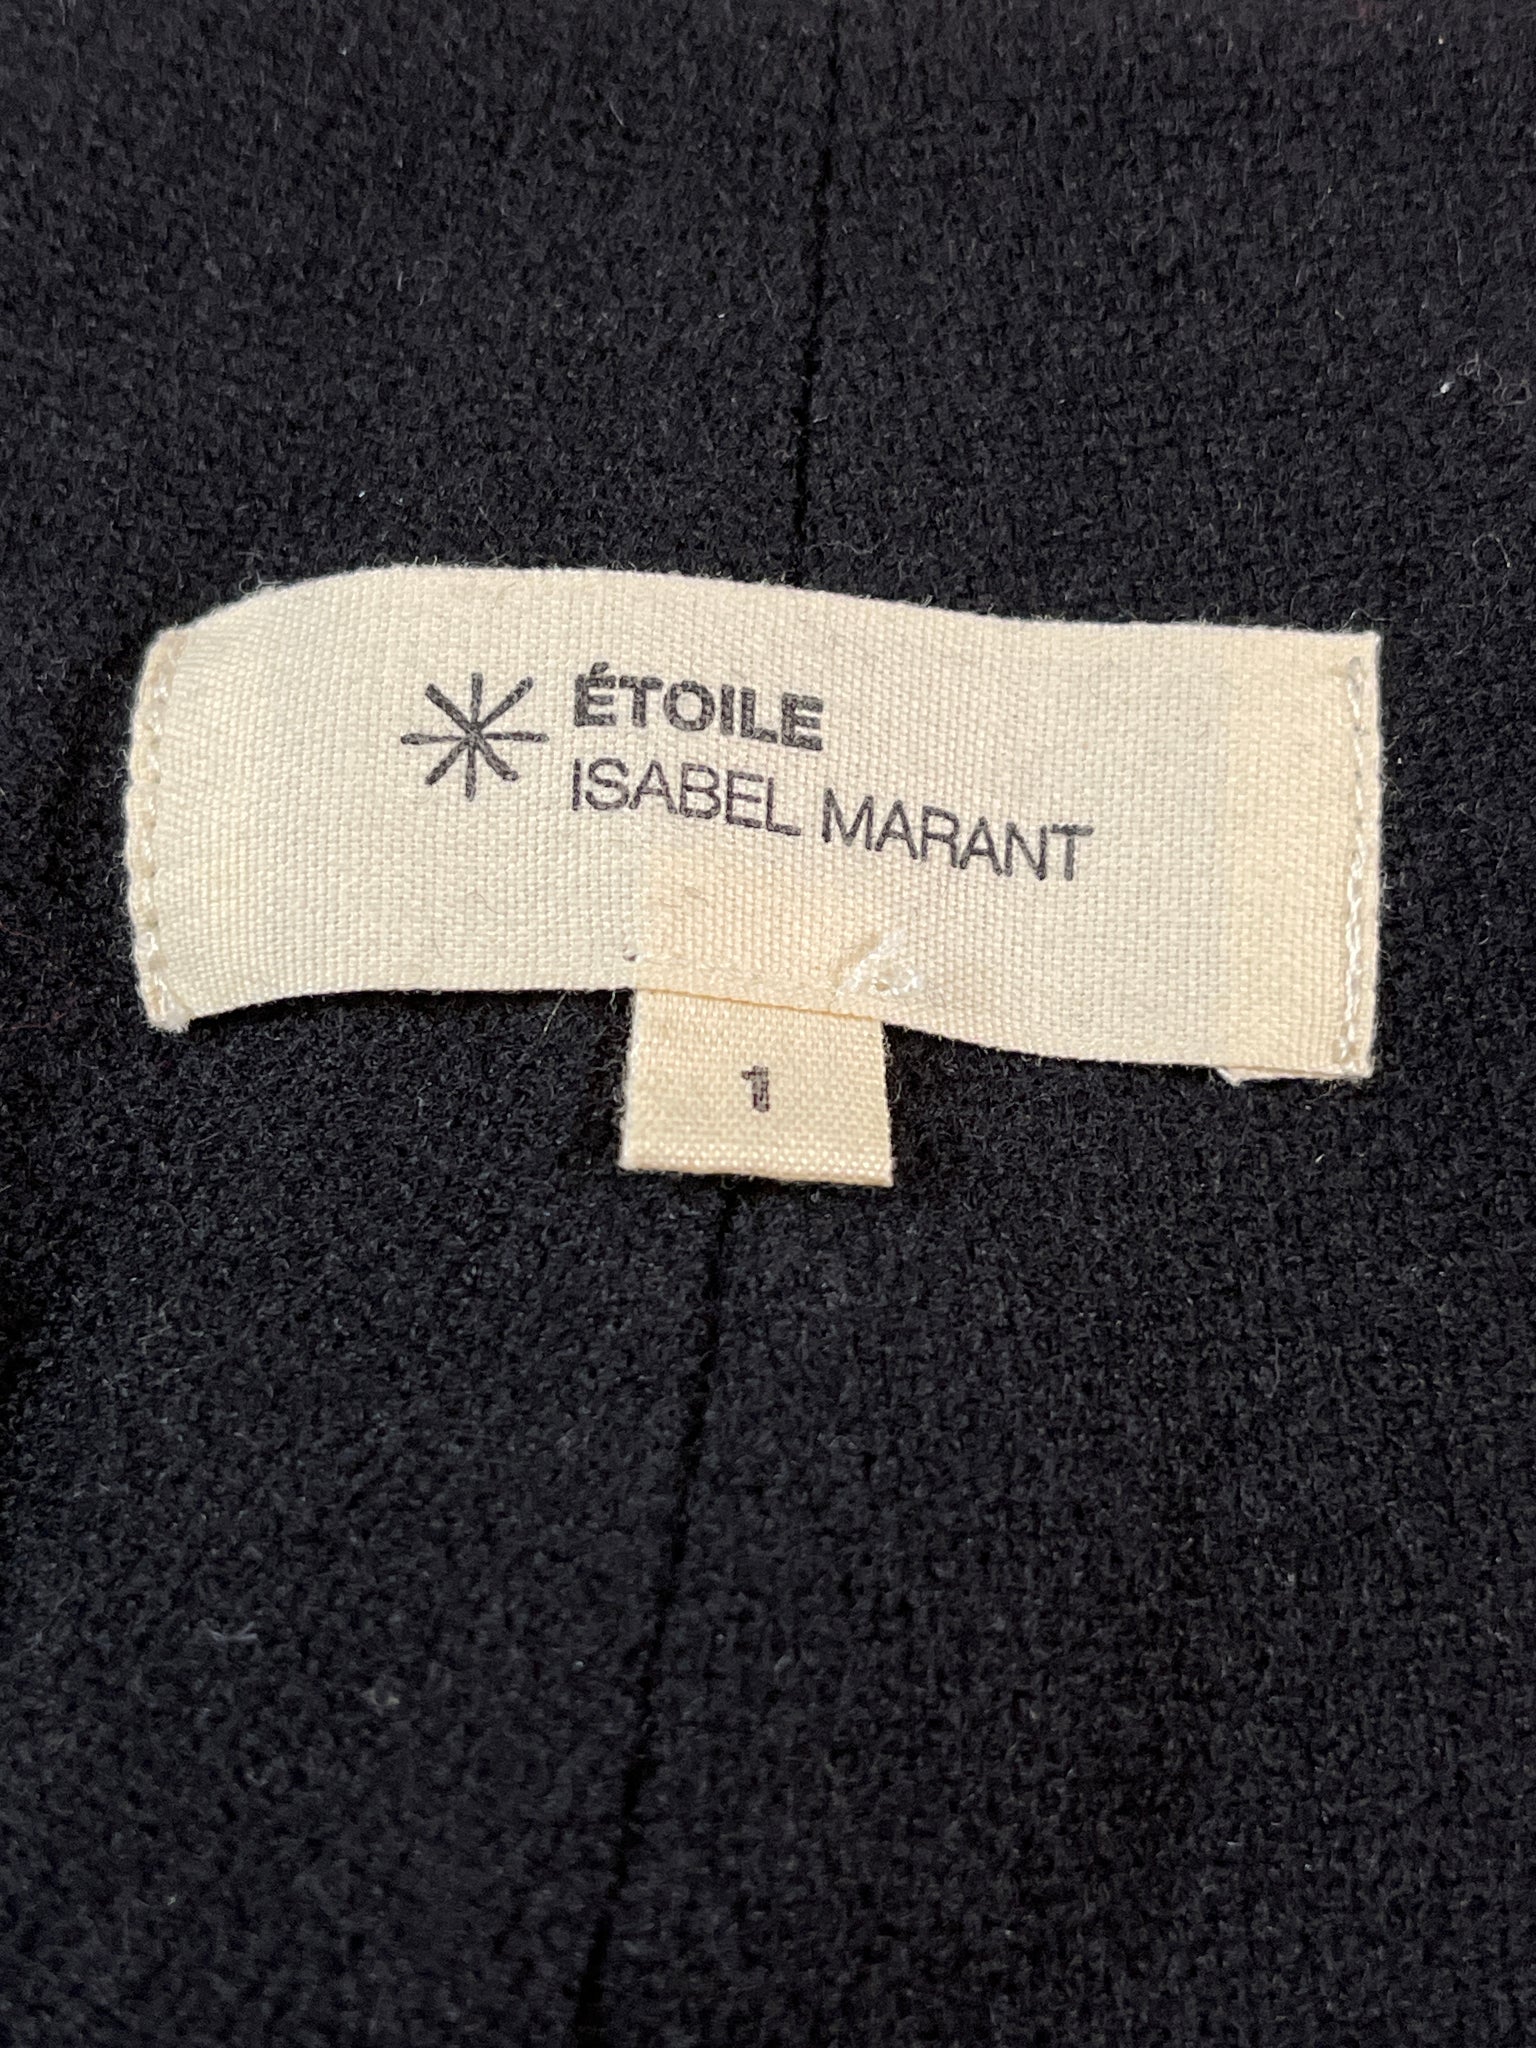 ÉTOILE
ISABEL MARANT
1